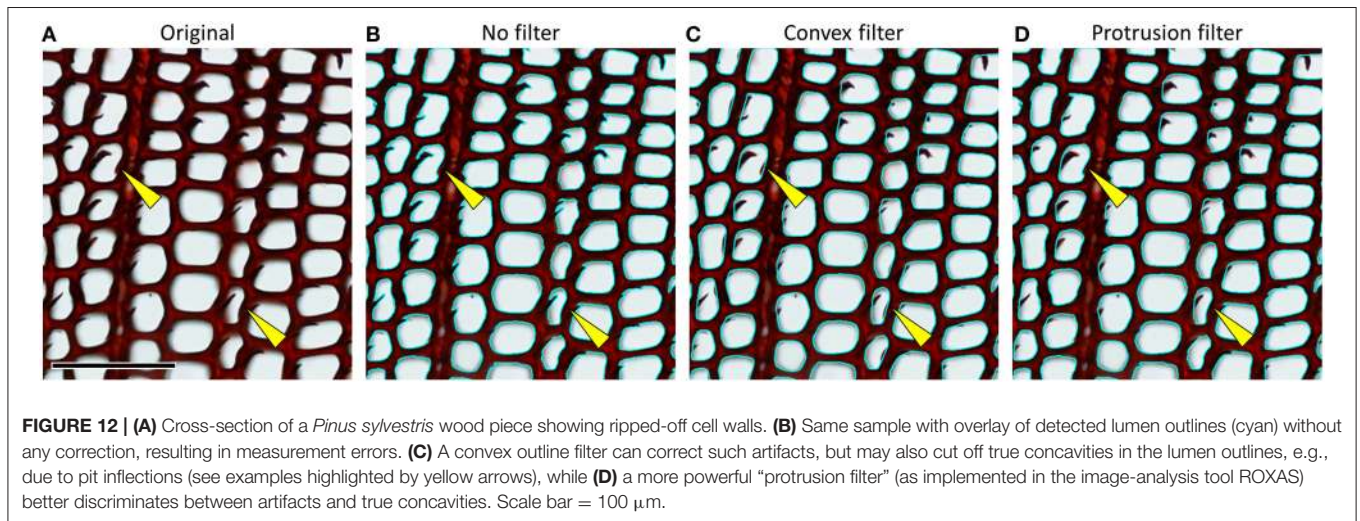 A Original B No filter C Convex filter D Protrusion filter
FIGURE 12 | (A) Cross-section of a Pinus sylvestris wood piece showing ripped-off cell walls. (B) Same sample with overlay of detected lumen outlines (cyan) without
any correction, resulting in measurement errors. (C) A convex outline filter can correct such artifacts, but may also cut off true concavities in the lumen outlines, e.g.,
due to pit inflections (see examples highlighted by yellow arrows), while (D) a more powerful “protrusion filter” (as implemented in the image-analysis tool ROXAS)
better discriminates between artifacts and true concavities. Scale bar = 100 μm.